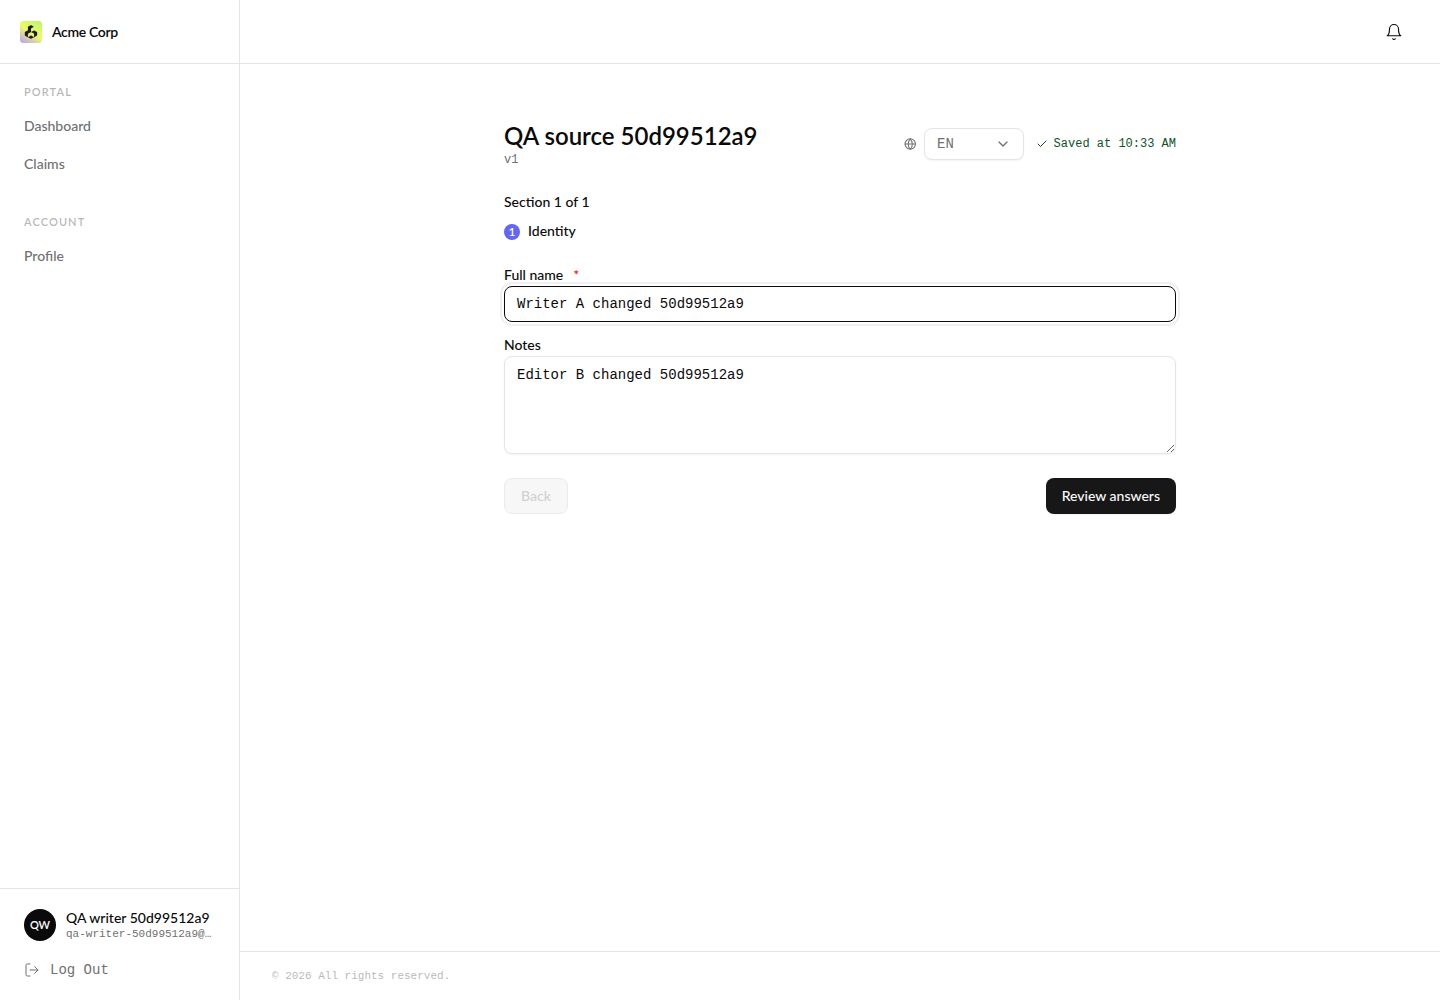 Acme Corp
PORTAL
Dashboard
Claims
ACCOUNT
Profile
QA source 50d99512a9
v1
EN
Saved at 10:33 AM
Section 1 of 1
1 Identity
Full name *
Writer A changed 50d99512a9
Notes
Editor B changed 50d99512a9
Back
Review answers
QW
QA writer 50d99512a9
qa-writer-50d99512a9@…
Log Out
© 2026 All rights reserved.